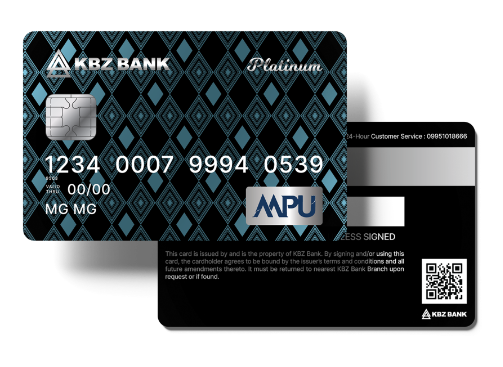 KBZ BANK
Platinum
1234 0007 9994 0539
VALID
THRU 00/00
MG MG
MPU
24-Hour Customer Service : 09951018666
ESS SIGNED
This card is issued by and is the property of KBZ Bank. By signing and/or using this
card, the cardholder agrees to be bound by the issuer's terms and conditions and all
future amendments thereto. It must be returned to nearest KBZ Bank Branch upon
request or if found.
KBZ BANK